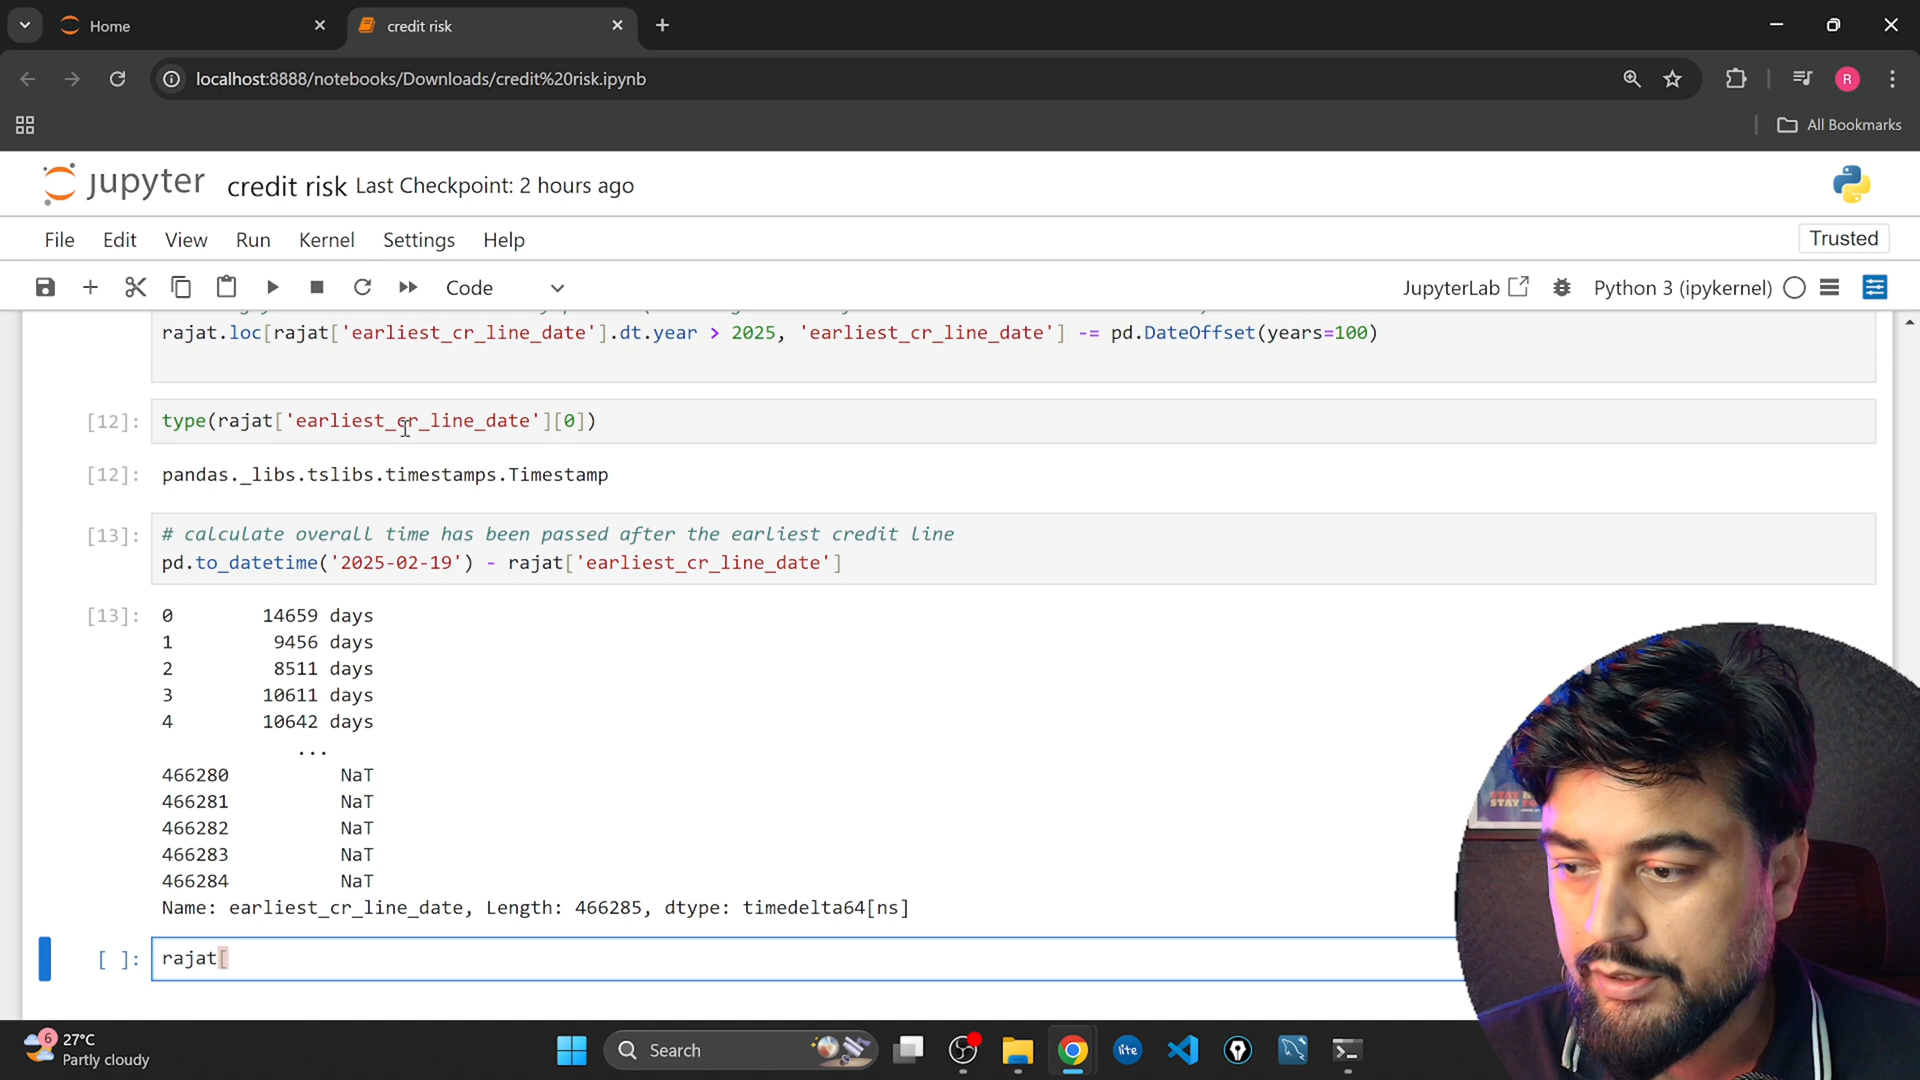 Home
credit risk
localhost:8888/notebooks/Downloads/credit%20risk.ipynb
R
All Bookmarks
jupyter credit risk Last Checkpoint: 2 hours ago
File Edit View Run Kernel Settings Help
Trusted
Code
JupyterLab
Python 3 (ipykernel)
rajat.loc[rajat['earliest_cr_line_date'].dt.year > 2025, 'earliest_cr_line_date'] -= pd.DateOffset(years=100)
[12]: type(rajat['earliest_cr_line_date'][0])
[12]: pandas._libs.tslibs.timestamps.Timestamp
[13]: # calculate overall time has been passed after the earliest credit line
pd.to_datetime('2025-02-19') - rajat['earliest_cr_line_date']
[13]: 0 14659 days
1 9456 days
2 8511 days
3 10611 days
4 10642 days
...
466280 NaT
466281 NaT
466282 NaT
466283 NaT
466284 NaT
Name: earliest_cr_line_date, Length: 466285, dtype: timedelta64[ns]
[ ]: rajat[
6
27°C
Partly cloudy
Search
lite